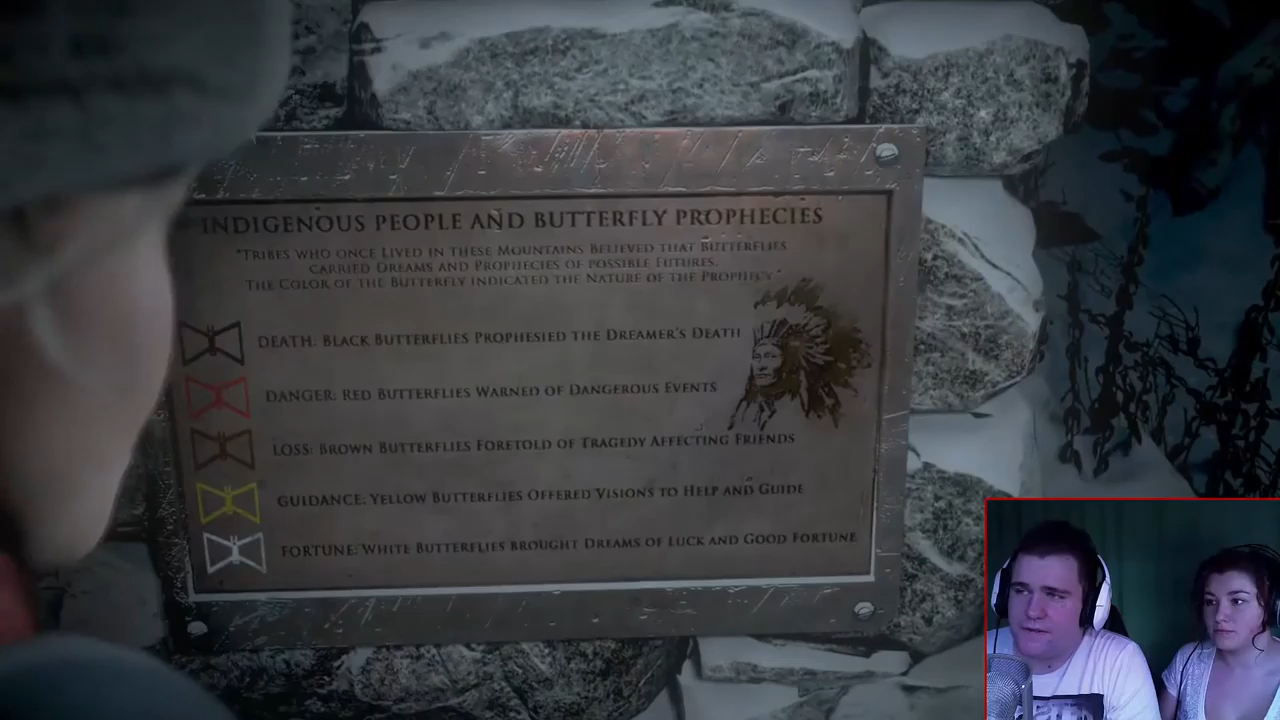 INDIGENOUS PEOPLE AND BUTTERFLY PROPHECIES
"TRIBES WHO ONCE LIVED IN THESE MOUNTAINS BELIEVED THAT BUTTERFLIES
CARRIED DREAMS AND PROPHECIES OF POSSIBLE FUTURES.
THE COLOR OF THE BUTTERFLY INDICATED THE NATURE OF THE PROPHECY."
DEATH: BLACK BUTTERFLIES PROPHESIED THE DREAMER'S DEATH
DANGER: RED BUTTERFLIES WARNED OF DANGEROUS EVENTS
LOSS: BROWN BUTTERFLIES FORETOLD OF TRAGEDY AFFECTING FRIENDS
GUIDANCE: YELLOW BUTTERFLIES OFFERED VISIONS TO HELP AND GUIDE
FORTUNE: WHITE BUTTERFLIES BROUGHT DREAMS OF LUCK AND GOOD FORTUNE